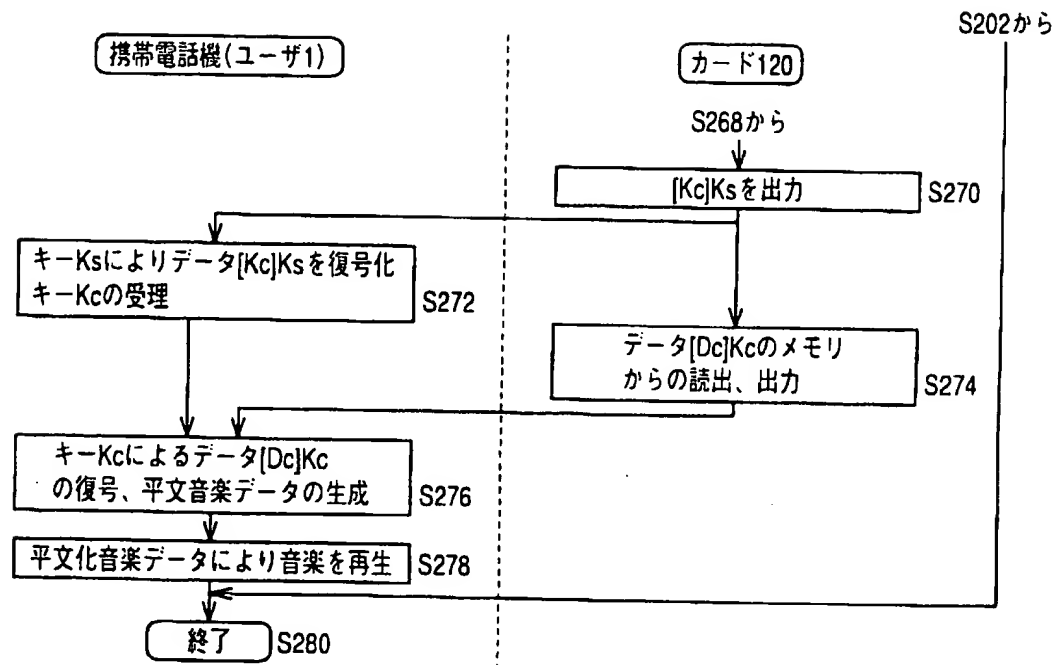 S202から
携帯電話機(ユーザ1)
カード120
S268から
[Kc]Ksを出力
S270
キーKsによりデータ[Kc]Ksを復号化
キーKcの受理
S272
データ[Dc]Kcのメモリ
からの読出、出力
S274
キーKcによるデータ[Dc]Kc
の復号、平文音楽データの生成
S276
平文化音楽データにより音楽を再生
S278
終了
S280